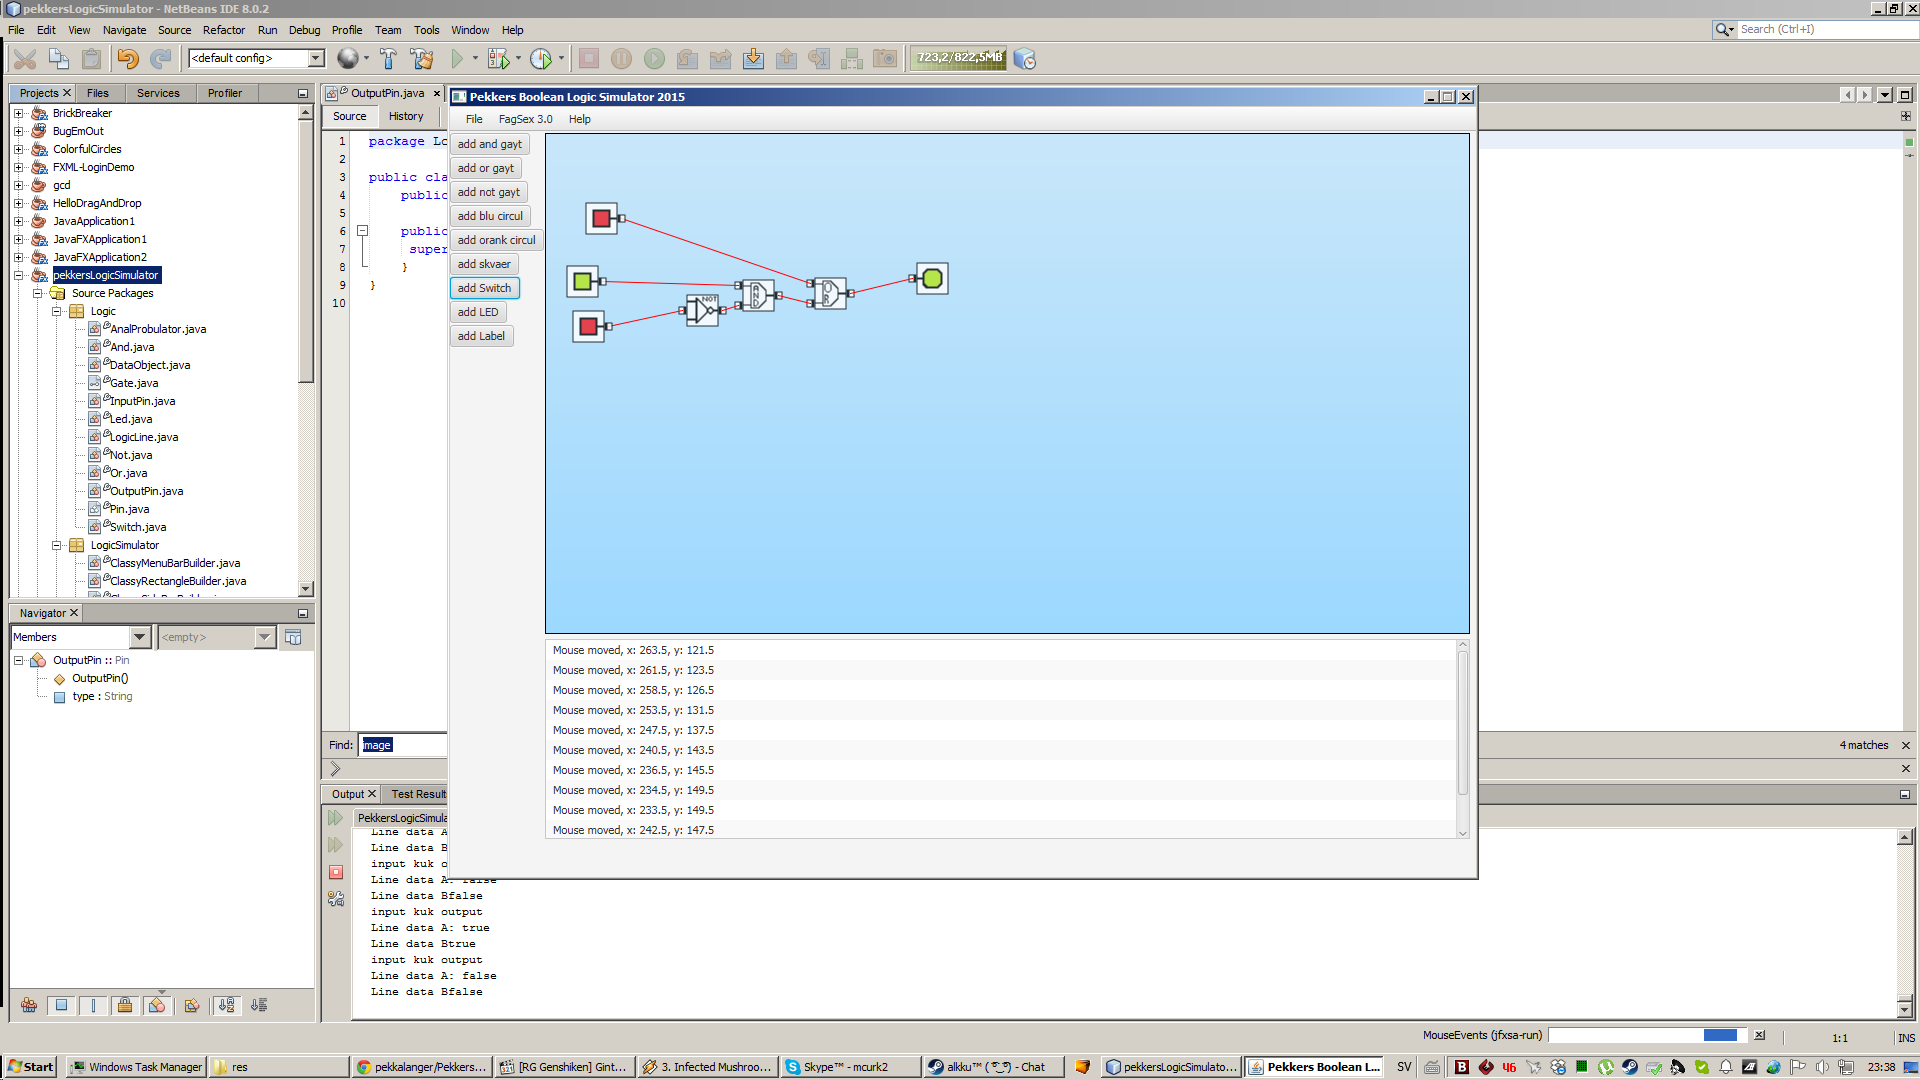 pekkersLogicSimulator - NetBeans IDE 8.0.2
File Edit View Navigate Source Refactor Run Debug Profile Team Tools Window Help
Search (Ctrl+I)
<default config>
723,2/822,5MB
Projects Files Services Profiler
OutputPin.java
Source History
BrickBreaker
BugEmOut
ColorfulCircles
FXML-LoginDemo
gcd
HelloDragAndDrop
JavaApplication1
JavaFXApplication1
JavaFXApplication2
pekkersLogicSimulator
Source Packages
Logic
AnalProbulator.java
And.java
DataObject.java
Gate.java
InputPin.java
Led.java
LogicLine.java
Not.java
Or.java
OutputPin.java
Pin.java
Switch.java
LogicSimulator
ClassyMenuBarBuilder.java
ClassyRectangleBuilder.java
1 package Lo
2
3 public cla
4 public
5
6 public
7 super
8 }
9 }
10
Pekkers Boolean Logic Simulator 2015
File FagSex 3.0 Help
add and gayt
add or gayt
add not gayt
add blu circul
add orank circul
add skvaer
add Switch
add LED
add Label
NOT
AND
OR
Mouse moved, x: 263.5, y: 121.5
Mouse moved, x: 261.5, y: 123.5
Mouse moved, x: 258.5, y: 126.5
Mouse moved, x: 253.5, y: 131.5
Mouse moved, x: 247.5, y: 137.5
Mouse moved, x: 240.5, y: 143.5
Mouse moved, x: 236.5, y: 145.5
Mouse moved, x: 234.5, y: 149.5
Mouse moved, x: 233.5, y: 149.5
Mouse moved, x: 242.5, y: 147.5
Navigator
Members
<empty>
OutputPin :: Pin
OutputPin()
type : String
Find: image
4 matches
Output Test Result
PekkersLogicSimula
Line data A
Line data B
input kuk o
Line data A: false
Line data Bfalse
input kuk output
Line data A: true
Line data Btrue
input kuk output
Line data A: false
Line data Bfalse
MouseEvents (jfxsa-run)
1:1 INS
Start
Windows Task Manager
res
pekkalanger/Pekkers...
[RG Genshiken] Gint...
3. Infected Mushroo...
Skype™ - mcurk2
alkku™ ( ͡° ͜ʖ ͡°) - Chat
pekkersLogicSimulato...
Pekkers Boolean L...
SV
46
23:38